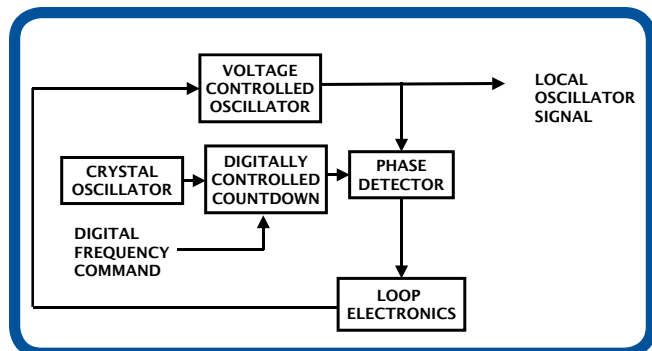 VOLTAGE
CONTROLLED
OSCILLATOR
LOCAL
OSCILLATOR
SIGNAL
CRYSTAL
OSCILLATOR
DIGITALLY
CONTROLLED
COUNTDOWN
PHASE
DETECTOR
DIGITAL
FREQUENCY
COMMAND
LOOP
ELECTRONICS